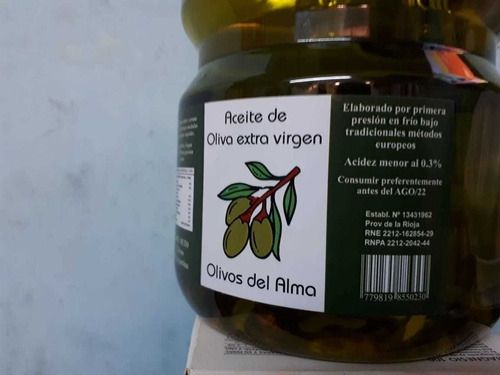 Aceite de
Oliva extra virgen
Olivos del Alma
Elaborado por primera
presión en frío bajo
tradicionales métodos
europeos
Acidez menor al 0.3%
Consumir preferentemente
antes del AGO/22
Establ. Nº 13431962
Prov de la Rioja
RNE 2212-162854-29
RNPA 2212-2042-44
779819 8550230